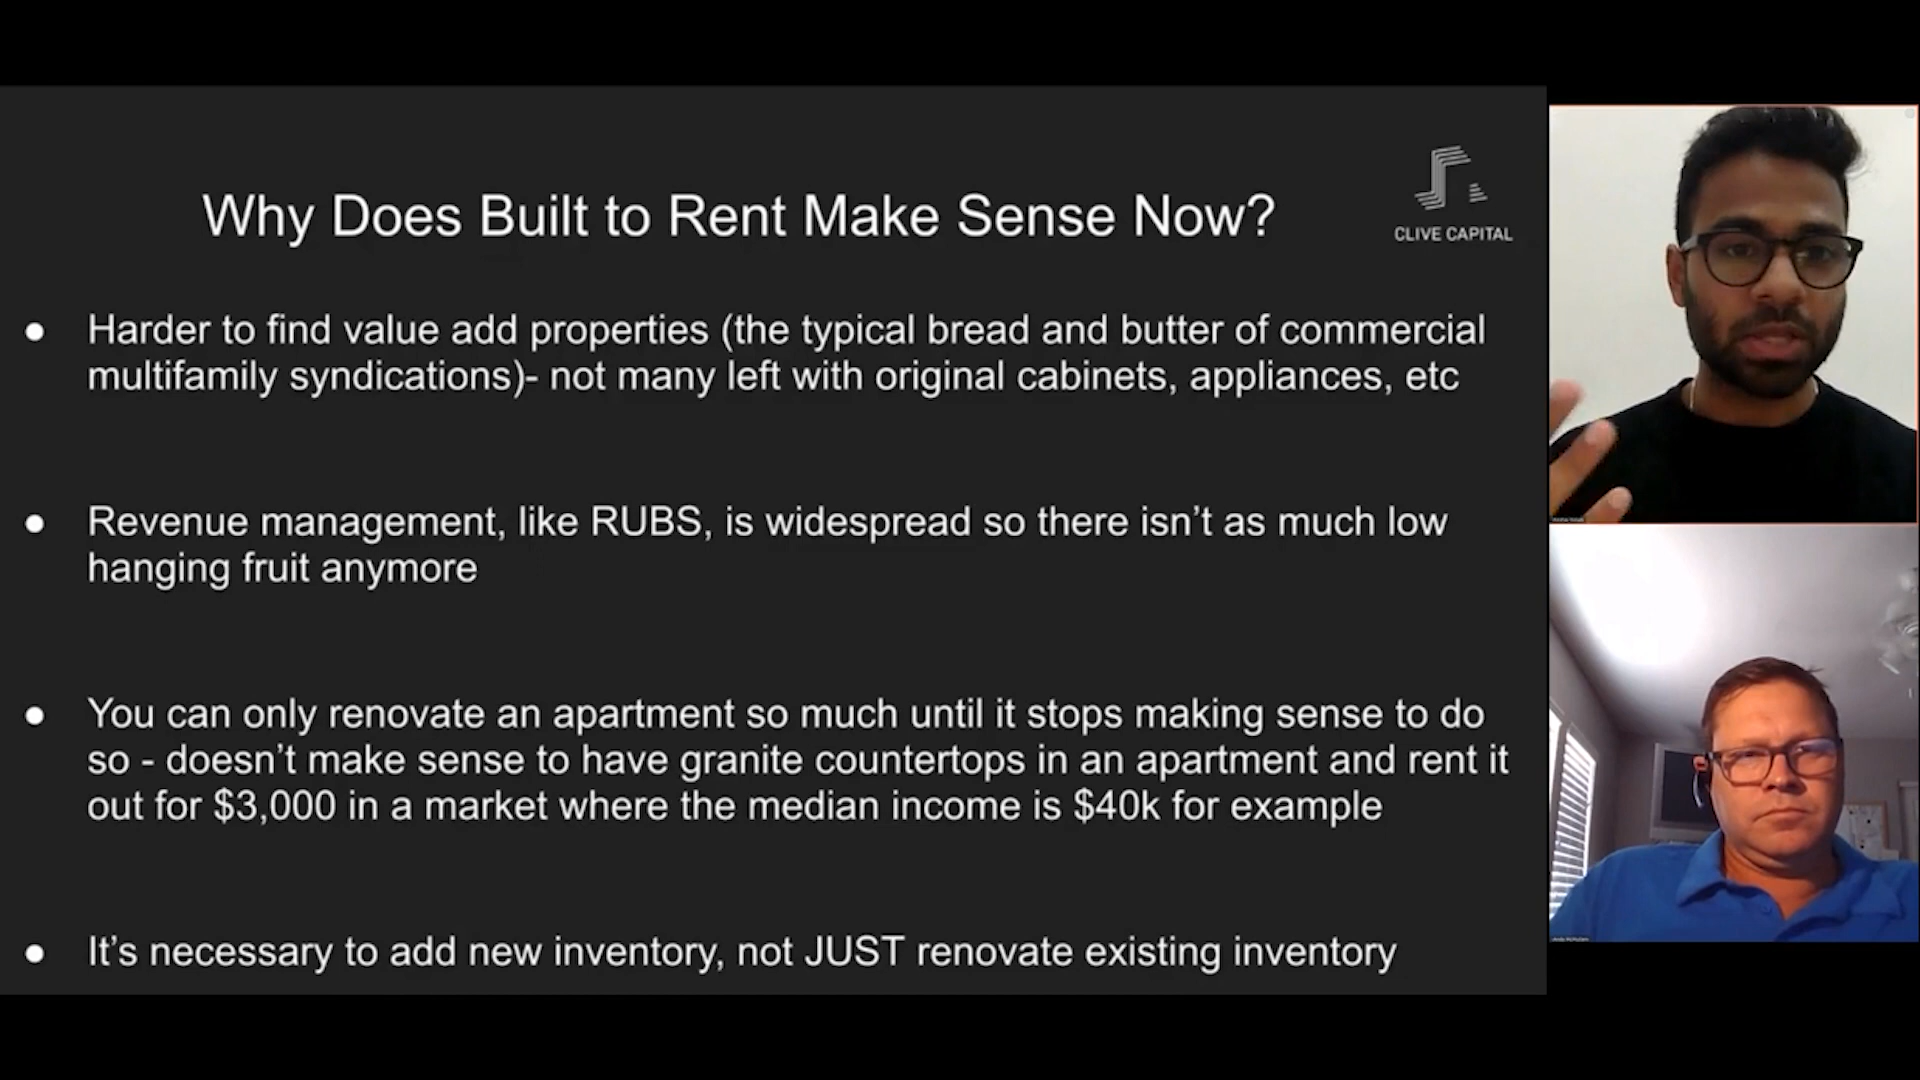 Why Does Built to Rent Make Sense Now?
CLIVE CAPITAL
● Harder to find value add properties (the typical bread and butter of commercial
multifamily syndications)- not many left with original cabinets, appliances, etc
● Revenue management, like RUBS, is widespread so there isn’t as much low
hanging fruit anymore
● You can only renovate an apartment so much until it stops making sense to do
so - doesn’t make sense to have granite countertops in an apartment and rent it
out for $3,000 in a market where the median income is $40k for example
● It’s necessary to add new inventory, not JUST renovate existing inventory